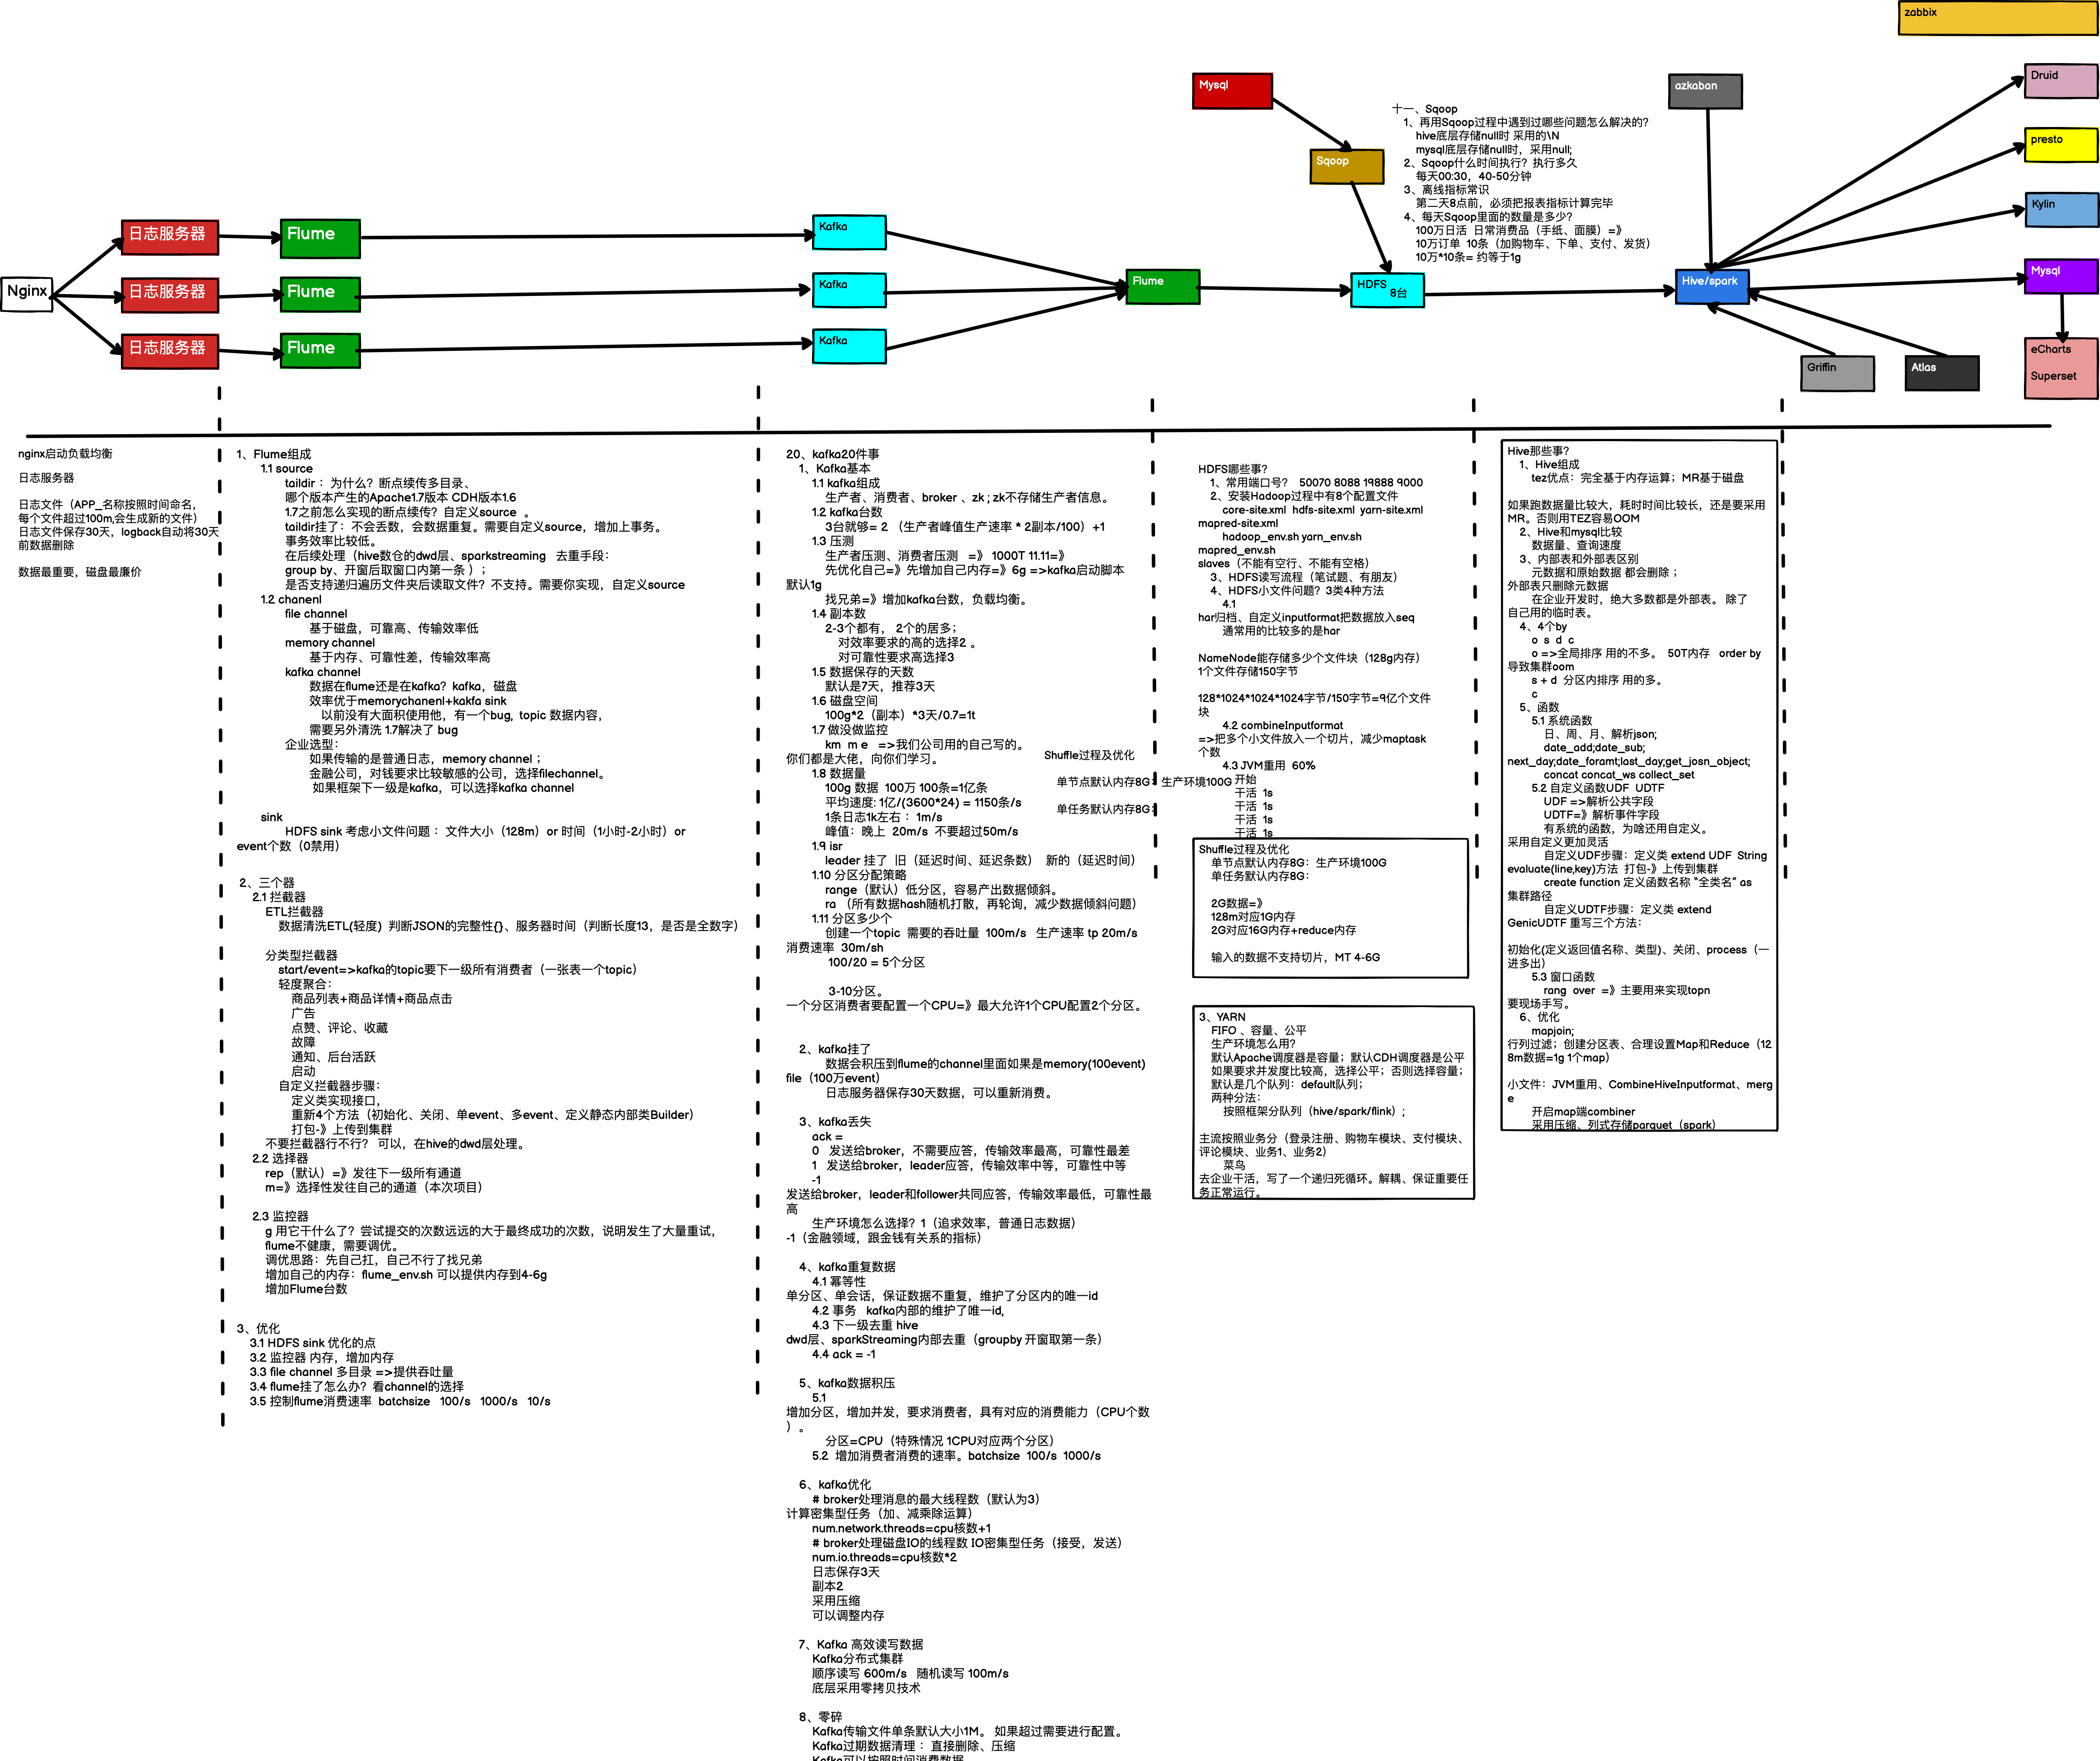 zabbix
Mysql
azkaban
Druid
presto
Kylin
Sqoop
十一、Sqoop
1、再用Sqoop过程中遇到过哪些问题怎么解决的?
hive底层存储null时 采用的\N
mysql底层存储null时，采用null;
2、Sqoop什么时间执行？执行多久
每天00:30，40-50分钟
3、离线指标常识
第二天8点前，必须把报表指标计算完毕
4、每天Sqoop里面的数量是多少?
100万日活 日常消费品（手纸、面膜）=》
10万订单 10条（加购物车、下单、支付、发货）
10万*10条= 约等于1g
Nginx
日志服务器
日志服务器
日志服务器
Flume
Flume
Flume
Kafka
Kafka
Kafka
Flume
HDFS
8台
Hive/spark
Mysql
Griffin
Atlas
eCharts
Superset
nginx启动负载均衡
日志服务器
日志文件（APP_名称按照时间命名，
每个文件超过100m,会生成新的文件）
日志文件保存30天，logback自动将30天
前数据删除
数据最重要，磁盘最廉价
1、Flume组成
1.1 source
taildir ：为什么？断点续传多目录、
哪个版本产生的Apache1.7版本 CDH版本1.6
1.7之前怎么实现的断点续传？自定义source 。
taildir挂了：不会丢数，会数据重复。需要自定义source，增加上事务。
事务效率比较低。
在后续处理（hive数仓的dwd层、sparkstreaming 去重手段：
group by、开窗后取窗口内第一条 ）；
是否支持递归遍历文件夹后读取文件？不支持。需要你实现，自定义source
1.2 chanenl
file channel
基于磁盘，可靠高、传输效率低
memory channel
基于内存、可靠性差，传输效率高
kafka channel
数据在flume还是在kafka？kafka，磁盘
效率优于memorychanenl+kakfa sink
以前没有大面积使用他，有一个bug, topic 数据内容，
需要另外清洗 1.7解决了 bug
企业选型：
如果传输的是普通日志，memory channel ；
金融公司，对钱要求比较敏感的公司，选择filechannel。
如果框架下一级是kafka，可以选择kafka channel
sink
HDFS sink 考虑小文件问题 ：文件大小（128m）or 时间（1小时-2小时）or
event个数（0禁用）
2、三个器
2.1 拦截器
ETL拦截器
数据清洗ETL(轻度) 判断JSON的完整性{}、服务器时间（判断长度13，是否是全数字）
分类型拦截器
start/event=>kafka的topic要下一级所有消费者（一张表一个topic）
轻度聚合：
商品列表+商品详情+商品点击
广告
点赞、评论、收藏
故障
通知、后台活跃
启动
自定义拦截器步骤：
定义类实现接口，
重新4个方法（初始化、关闭、单event、多event、定义静态内部类Builder）
打包-》上传到集群
不要拦截器行不行？ 可以，在hive的dwd层处理。
2.2 选择器
rep（默认）=》发往下一级所有通道
m=》选择性发往自己的通道（本次项目）
2.3 监控器
g 用它干什么了？尝试提交的次数远远的大于最终成功的次数，说明发生了大量重试，
flume不健康，需要调优。
调优思路：先自己扛，自己不行了找兄弟
增加自己的内存：flume_env.sh 可以提供内存到4-6g
增加Flume台数
3、优化
3.1 HDFS sink 优化的点
3.2 监控器 内存，增加内存
3.3 file channel 多目录 =>提供吞吐量
3.4 flume挂了怎么办？看channel的选择
3.5 控制flume消费速率 batchsize 100/s 1000/s 10/s
20、kafka20件事
1、Kafka基本
1.1 kafka组成
生产者、消费者、broker 、zk ; zk不存储生产者信息。
1.2 kafka台数
3台就够= 2 （生产者峰值生产速率 * 2副本/100）+1
1.3 压测
生产者压测、消费者压测 =》 1000T 11.11=》
先优化自己=》先增加自己内存=》6g =>kafka启动脚本
默认1g
找兄弟=》增加kafka台数，负载均衡。
1.4 副本数
2-3个都有， 2个的居多；
对效率要求的高的选择2 。
对可靠性要求高选择3
1.5 数据保存的天数
默认是7天，推荐3天
1.6 磁盘空间
100g*2（副本）*3天/0.7=1t
1.7 做没做监控
km m e =>我们公司用的自己写的。
你们都是大佬，向你们学习。
1.8 数据量
100g 数据 100万 100条=1亿条
平均速度: 1亿/(3600*24) = 1150条/s
1条日志1k左右 ：1m/s
峰值：晚上 20m/s 不要超过50m/s
1.9 isr
leader 挂了 旧（延迟时间、延迟条数） 新的（延迟时间）
1.10 分区分配策略
range（默认）低分区，容易产出数据倾斜。
ra （所有数据hash随机打散，再轮询，减少数据倾斜问题）
1.11 分区多少个
创建一个topic 需要的吞吐量 100m/s 生产速率 tp 20m/s
消费速率 30m/sh
100/20 = 5个分区
3-10分区。
一个分区消费者要配置一个CPU=》最大允许1个CPU配置2个分区。
2、kafka挂了
数据会积压到flume的channel里面如果是memory(100event)
file（100万event）
日志服务器保存30天数据，可以重新消费。
3、kafka丢失
ack =
0 发送给broker，不需要应答，传输效率最高，可靠性最差
1 发送给broker，leader应答，传输效率中等，可靠性中等
-1
发送给broker，leader和follower共同应答，传输效率最低，可靠性最
高
生产环境怎么选择？1（追求效率，普通日志数据）
-1（金融领域，跟金钱有关系的指标）
4、kafka重复数据
4.1 幂等性
单分区、单会话，保证数据不重复，维护了分区内的唯一id
4.2 事务 kafka内部的维护了唯一id,
4.3 下一级去重 hive
dwd层、sparkStreaming内部去重（groupby 开窗取第一条）
4.4 ack = -1
5、kafka数据积压
5.1
增加分区，增加并发，要求消费者，具有对应的消费能力（CPU个数
）。
分区=CPU（特殊情况 1CPU对应两个分区）
5.2 增加消费者消费的速率。batchsize 100/s 1000/s
6、kafka优化
# broker处理消息的最大线程数（默认为3）
计算密集型任务（加、减乘除运算）
num.network.threads=cpu核数+1
# broker处理磁盘IO的线程数 IO密集型任务（接受，发送）
num.io.threads=cpu核数*2
日志保存3天
副本2
采用压缩
可以调整内存
7、Kafka 高效读写数据
Kafka分布式集群
顺序读写 600m/s 随机读写 100m/s
底层采用零拷贝技术
8、零碎
Kafka传输文件单条默认大小1M。 如果超过需要进行配置。
Kafka过期数据清理 ：直接删除、压缩
Kafka可以按照时间消费数据
Shuffle过程及优化
单节点默认内存8G：生产环境100G
单任务默认内存8G：
HDFS哪些事?
1、常用端口号？ 50070 8088 19888 9000
2、安装Hadoop过程中有8个配置文件
core-site.xml hdfs-site.xml yarn-site.xml
mapred-site.xml
hadoop_env.sh yarn_env.sh
mapred_env.sh
slaves（不能有空行、不能有空格）
3、HDFS读写流程（笔试题、有朋友）
4、HDFS小文件问题？3类4种方法
4.1
har归档、自定义inputformat把数据放入seq
通常用的比较多的是har
NameNode能存储多少个文件块（128g内存）
1个文件存储150字节
128*1024*1024*1024字节/150字节=9亿个文件
块
4.2 combineInputformat
=>把多个小文件放入一个切片，减少maptask
个数
4.3 JVM重用 60%
开始
干活 1s
干活 1s
干活 1s
干活 1s
Shuffle过程及优化
单节点默认内存8G：生产环境100G
单任务默认内存8G：
2G数据=》
128m对应1G内存
2G对应16G内存+reduce内存
输入的数据不支持切片，MT 4-6G
3、YARN
FIFO 、容量、公平
生产环境怎么用?
默认Apache调度器是容量；默认CDH调度器是公平
如果要求并发度比较高，选择公平；否则选择容量；
默认是几个队列：default队列；
两种分法：
按照框架分队列（hive/spark/flink）;
主流按照业务分（登录注册、购物车模块、支付模块、
评论模块、业务1、业务2）
菜鸟
去企业干活，写了一个递归死循环。解耦、保证重要任
务正常运行。
Hive那些事?
1、Hive组成
tez优点：完全基于内存运算；MR基于磁盘
如果跑数据量比较大，耗时时间比较长，还是要采用
MR。否则用TEZ容易OOM
2、Hive和mysql比较
数据量、查询速度
3、内部表和外部表区别
元数据和原始数据 都会删除 ；
外部表只删除元数据
在企业开发时，绝大多数都是外部表。 除了
自己用的临时表。
4、4个by
o s d c
o =>全局排序 用的不多。 50T内存 order by
导致集群oom
s + d 分区内排序 用的多。
c
5、函数
5.1 系统函数
日、周、月、解析json;
date_add;date_sub;
next_day;date_foramt;last_day;get_josn_object;
concat concat_ws collect_set
5.2 自定义函数UDF UDTF
UDF =>解析公共字段
UDTF=》解析事件字段
有系统的函数，为啥还用自定义。
采用自定义更加灵活
自定义UDF步骤：定义类 extend UDF String
evaluate(line,key)方法 打包-》上传到集群
create function 定义函数名称 “全类名” as
集群路径
自定义UDTF步骤：定义类 extend
GenicUDTF 重写三个方法：
初始化(定义返回值名称、类型)、关闭、process（一
进多出）
5.3 窗口函数
rang over =》主要用来实现topn
要现场手写。
6、优化
mapjoin;
行列过滤；创建分区表、合理设置Map和Reduce（12
8m数据=1g 1个map）
小文件：JVM重用、CombineHiveInputformat、merg
e
开启map端combiner
采用压缩、列式存储parquet（spark）